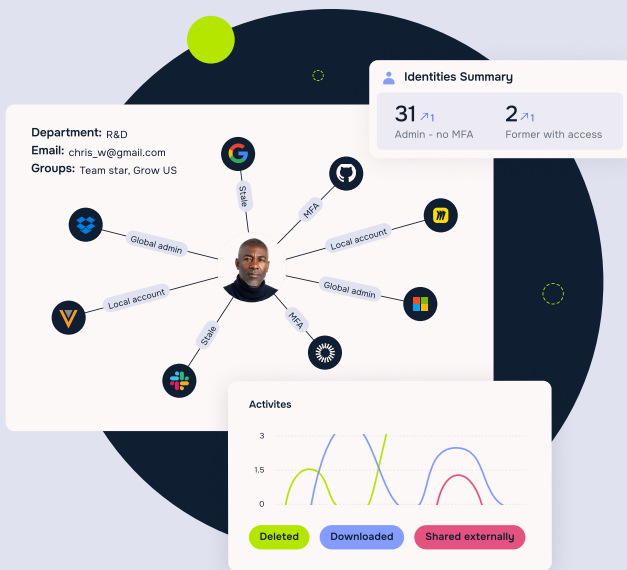 Identities Summary
31 ↗1
2 ↗1
Admin - no MFA
Former with access
Department: R&D
Email: chris_w@gmail.com
Groups: Team star, Grow US
Stale
MFA
Global admin
Local account
Local account
Global admin
Stale
MFA
Activites
3
1.5
0
Deleted
Downloaded
Shared externally